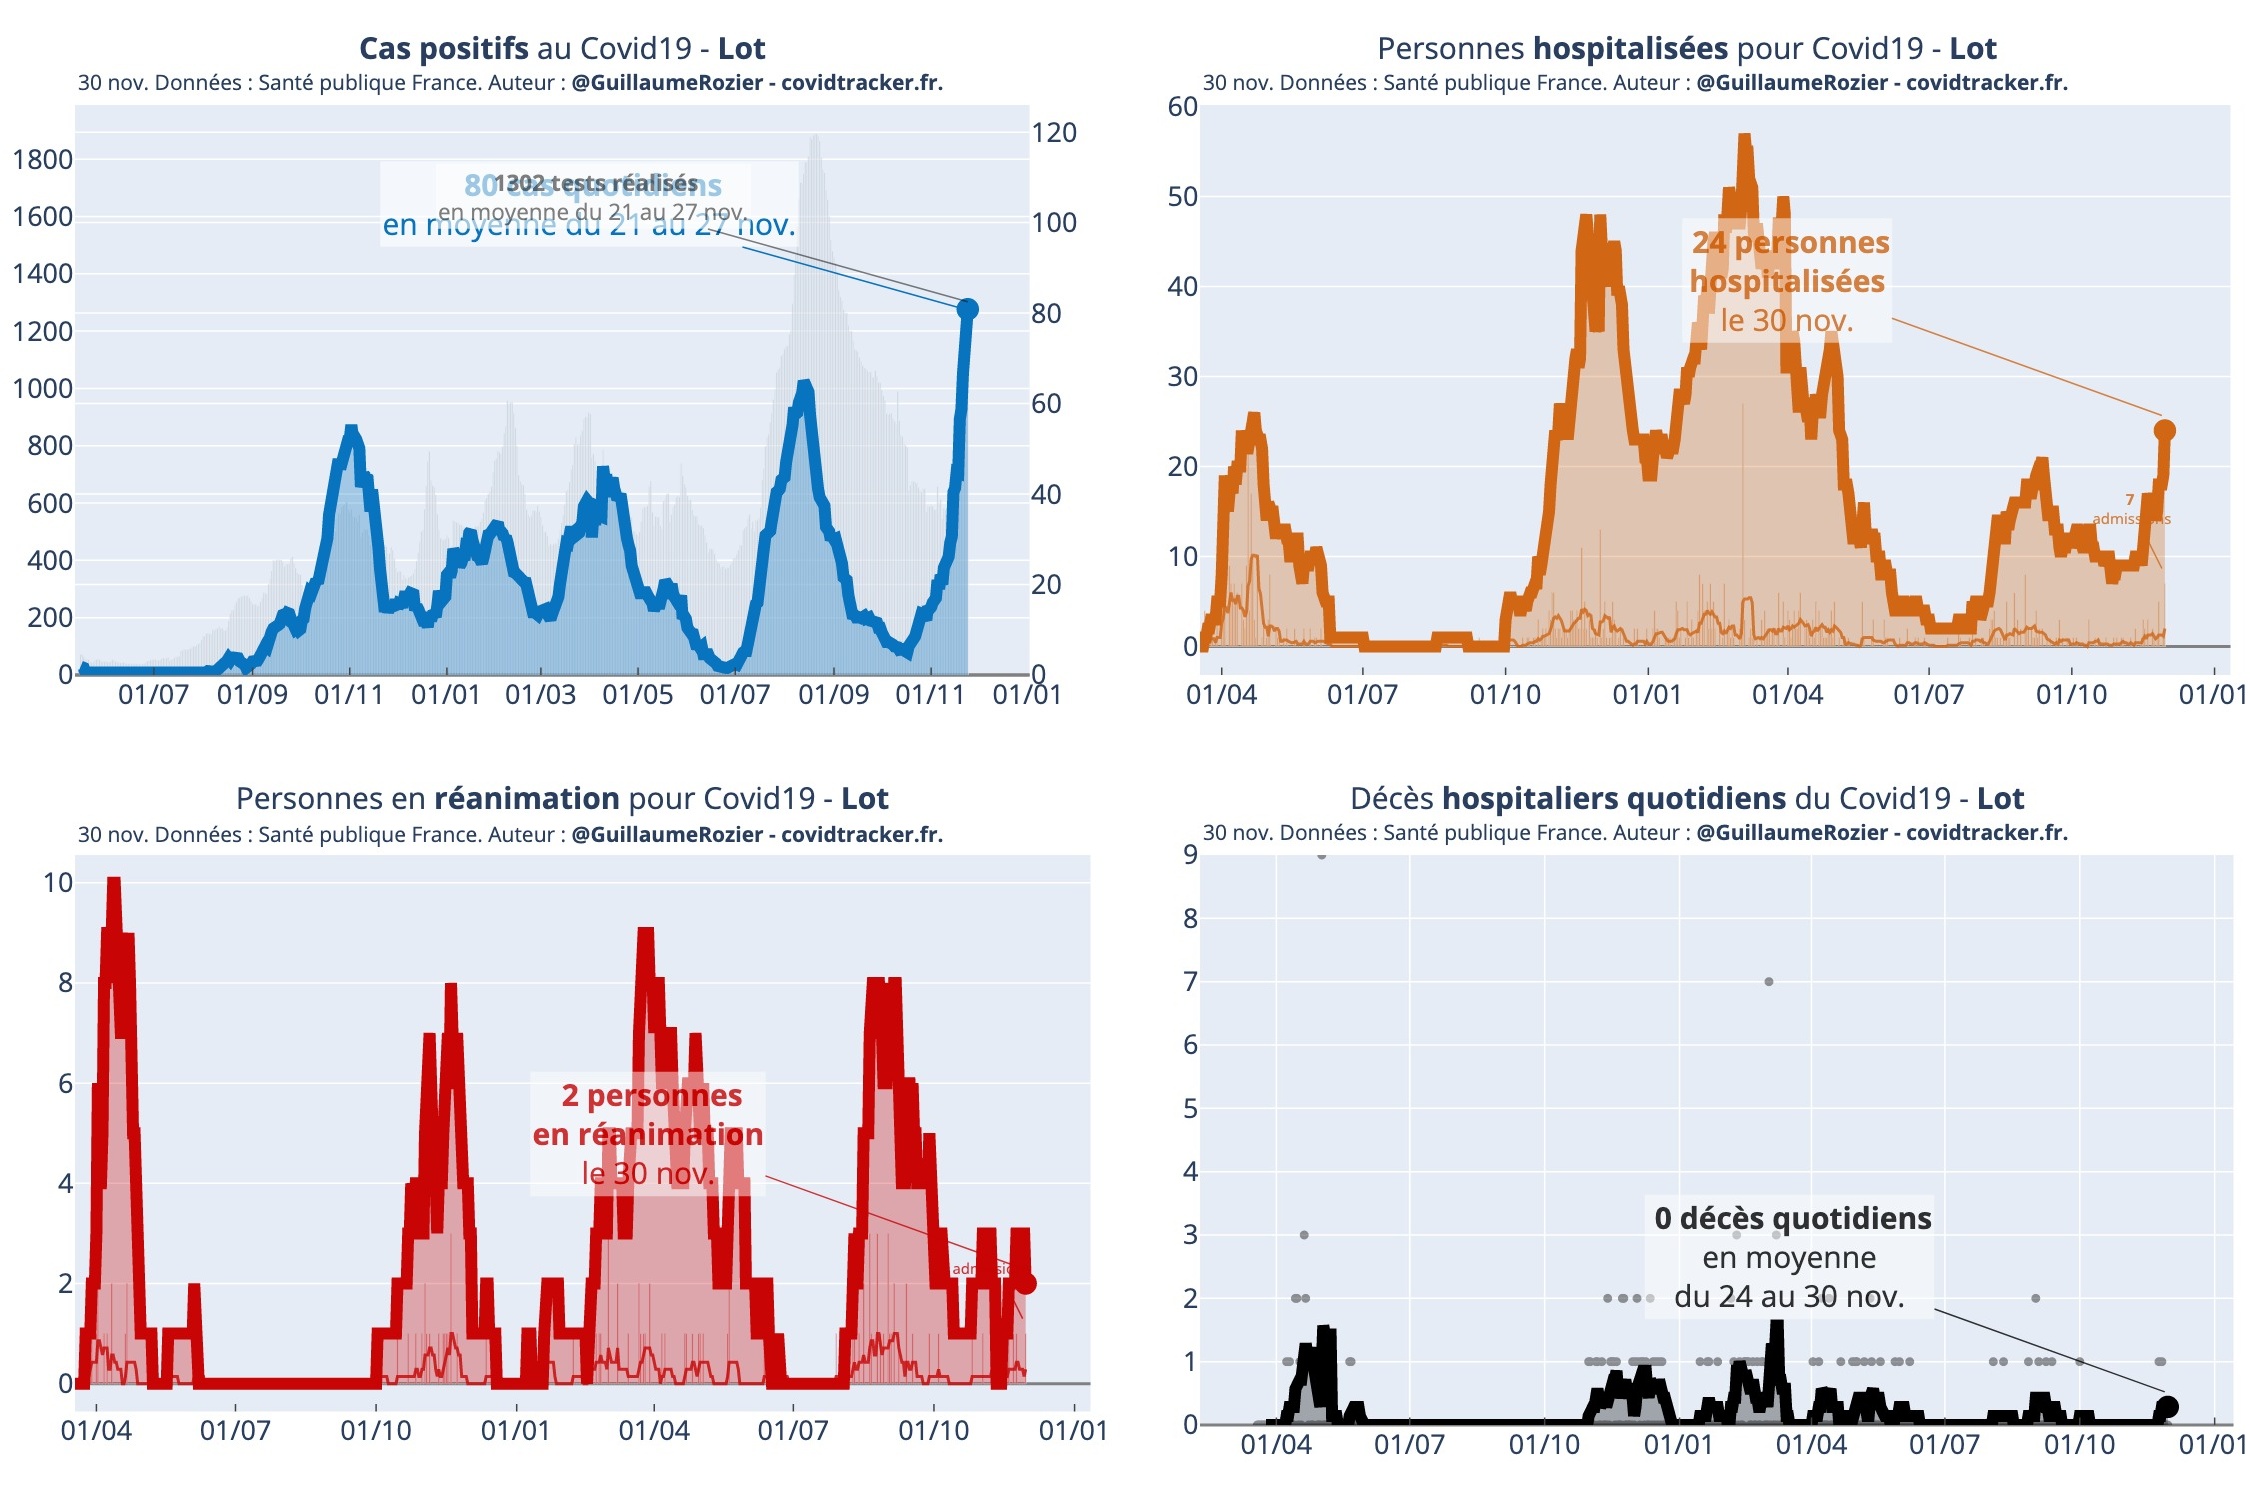 Cas positifs au Covid19 - Lot
30 nov. Données : Santé publique France. Auteur : @GuillaumeRozier - covidtracker.fr.
120
1800
1302 tests réalisés
80 cas quotidiens
en moyenne du 21 au 27 nov.
en moyenne du 21 au 27 nov.
1600
100
1400
80
1200
1000
60
800
600
40
400
20
200
0
0
01/07 01/09 01/11 01/01 01/03 01/05 01/07 01/09 01/11 01/01
Personnes hospitalisées pour Covid19 - Lot
30 nov. Données : Santé publique France. Auteur : @GuillaumeRozier - covidtracker.fr.
60
50
24 personnes
hospitalisées
le 30 nov.
40
30
20
7
admissions
10
0
01/04 01/07 01/10 01/01 01/04 01/07 01/10 01/01
Personnes en réanimation pour Covid19 - Lot
30 nov. Données : Santé publique France. Auteur : @GuillaumeRozier - covidtracker.fr.
10
8
6
2 personnes
en réanimation
le 30 nov.
4
2
0
01/04 01/07 01/10 01/01 01/04 01/07 01/10 01/01
Décès hospitaliers quotidiens du Covid19 - Lot
30 nov. Données : Santé publique France. Auteur : @GuillaumeRozier - covidtracker.fr.
9
8
7
6
5
4
3
0 décès quotidiens
en moyenne
du 24 au 30 nov.
2
1
0
01/04 01/07 01/10 01/01 01/04 01/07 01/10 01/01